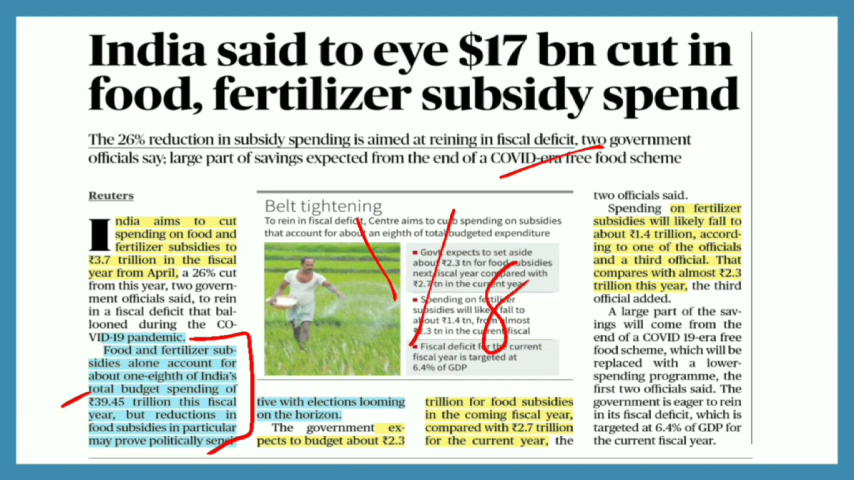 India said to eye $17 bn cut in
food, fertilizer subsidy spend
The 26% reduction in subsidy spending is aimed at reining in fiscal deficit, two government
officials say; large part of savings expected from the end of a COVID-era free food scheme
Reuters
India aims to cut
spending on food and
fertilizer subsidies to
₹3.7 trillion in the fiscal
year from April, a 26% cut
from this year, two govern-
ment officials said, to rein
in a fiscal deficit that bal-
looned during the CO-
VID-19 pandemic.
Food and fertilizer sub-
sidies alone account for
about one-eighth of India's
total budget spending of
₹39.45 trillion this fiscal
year, but reductions in
food subsidies in particular
may prove politically sensi-
Belt tightening
To rein in fiscal deficit, Centre aims to curb spending on subsidies
that account for about an eighth of total budgeted expenditure
Govt expects to set aside
about ₹2.3 tn for food subsidies
next fiscal year compared with
₹2.7 tn in the current year
Spending on fertilizer
subsidies will likely fall to
about ₹1.4 tn, from almost
₹2.3 tn in the current fiscal
Fiscal deficit for the current
fiscal year is targeted at
6.4% of GDP
1/8
tive with elections looming
on the horizon.
The government ex-
pects to budget about ₹2.3
trillion for food subsidies
in the coming fiscal year,
compared with ₹2.7 trillion
for the current year, the
two officials said.
Spending on fertilizer
subsidies will likely fall to
about ₹1.4 trillion, accord-
ing to one of the officials
and a third official. That
compares with almost ₹2.3
trillion this year, the third
official added.
A large part of the sav-
ings will come from the
end of a COVID 19-era free
food scheme, which will be
replaced with a lower-
spending programme, the
first two officials said. The
government is eager to rein
in its fiscal deficit, which is
targeted at 6.4% of GDP for
the current fiscal year.